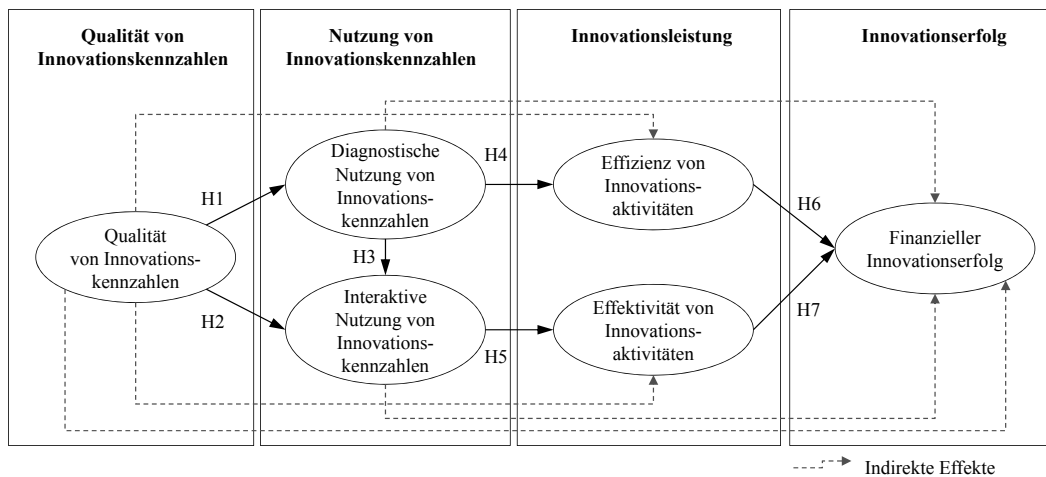 Qualität von
Innovationskennzahlen
Nutzung von
Innovationskennzahlen
Innovationsleistung
Innovationserfolg
Qualität
von Innovations-
kennzahlen
H1
H2
Diagnostische
Nutzung von
Innovations-
kennzahlen
H3
Interaktive
Nutzung von
Innovations-
kennzahlen
H4
H5
Effizienz von
Innovations-
aktivitäten
Effektivität von
Innovations-
aktivitäten
H6
H7
Finanzieller
Innovationserfolg
Indirekte Effekte